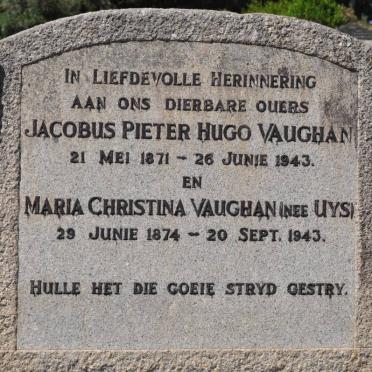 In Liefdevolle Herinnering
aan ons dierbare ouers
Jacobus Pieter Hugo Vaughan
21 Mei 1871 – 26 Junie 1943.
en
Maria Christina Vaughan (nee Uys)
29 Junie 1874 – 20 Sept. 1943.
Hulle het die goeie stryd gestry.